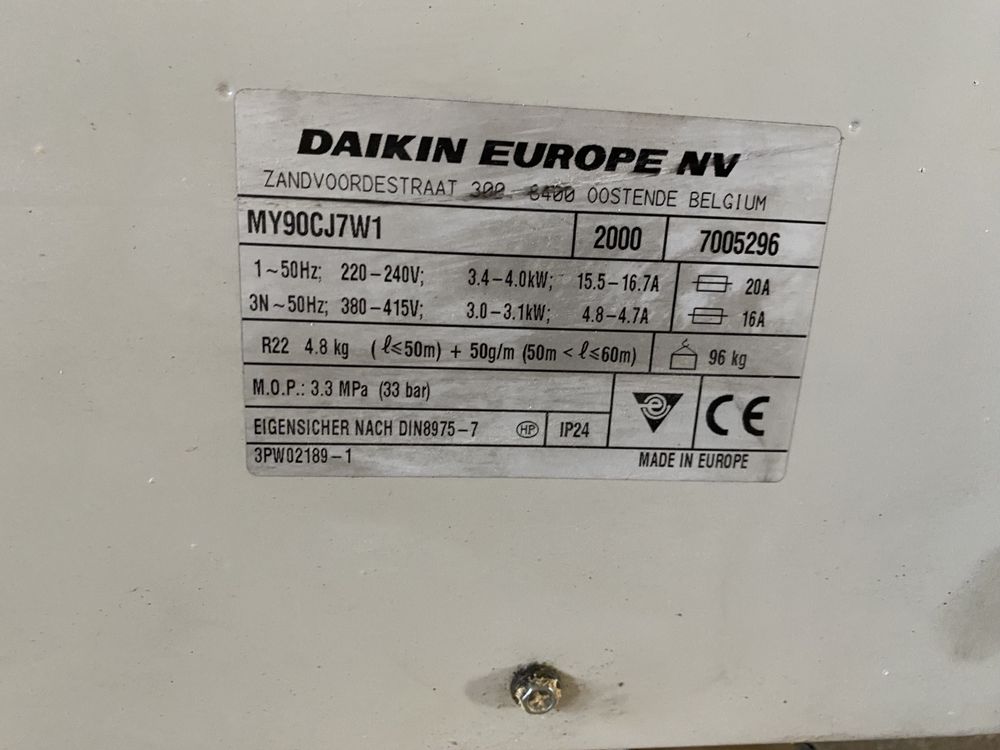 DAIKIN EUROPE NV
ZANDVOORDESTRAAT 300 8400 OOSTENDE BELGIUM
MY90CJ7W1 2000 7005296
1~50Hz; 220-240V; 3.4-4.0kW; 15.5-16.7A 20A
3N~50Hz; 380-415V; 3.0-3.1kW; 4.8-4.7A 16A
R22 4.8 kg (ℓ≤50m) + 50g/m (50m < ℓ≤60m) 96 kg
M.O.P.: 3.3 MPa (33 bar)
e CE
EIGENSICHER NACH DIN8975-7 HP IP24
3PW02189-1 MADE IN EUROPE